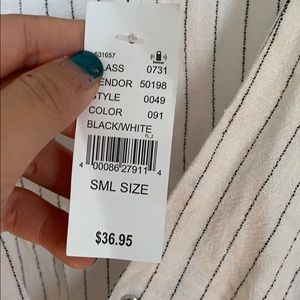 531657
CLASS 0731
VENDOR 50198
STYLE 0049
COLOR 091
BLACK/WHITE
4 00086 27911 4
SML SIZE
$36.95